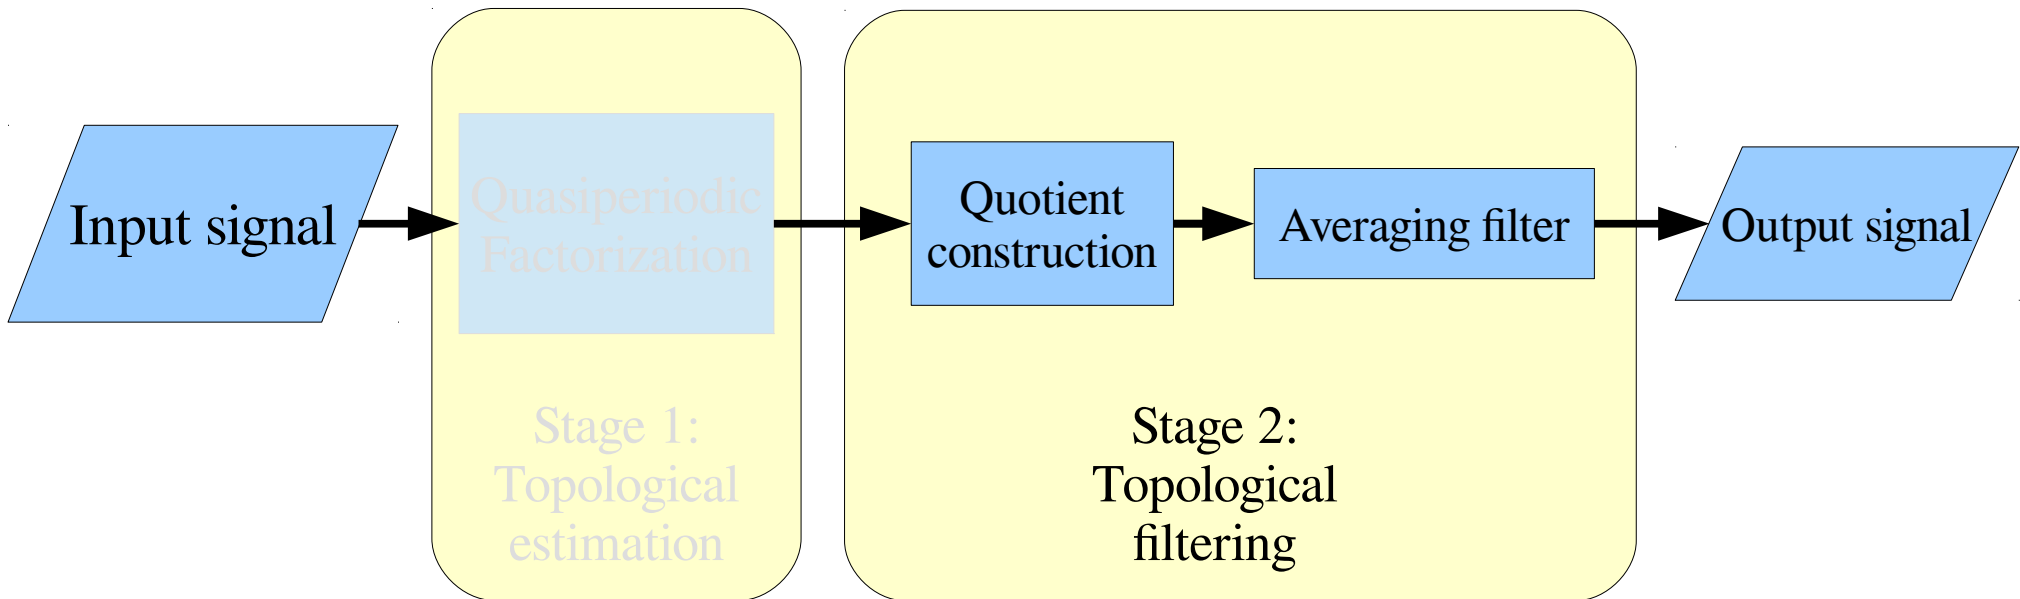 Input signal
Quasiperiodic
Factorization
Stage 1:
Topological
estimation
Quotient
construction
Averaging filter
Stage 2:
Topological
filtering
Output signal